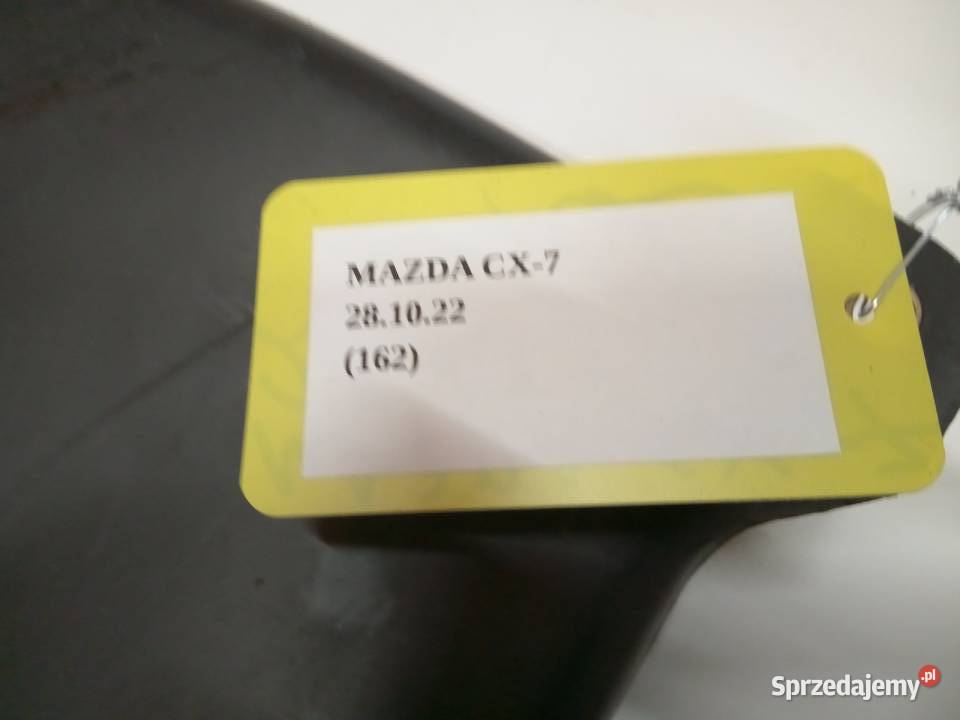 MAZDA CX-7
28.10.22
(162)
Sprzedajemy.pl